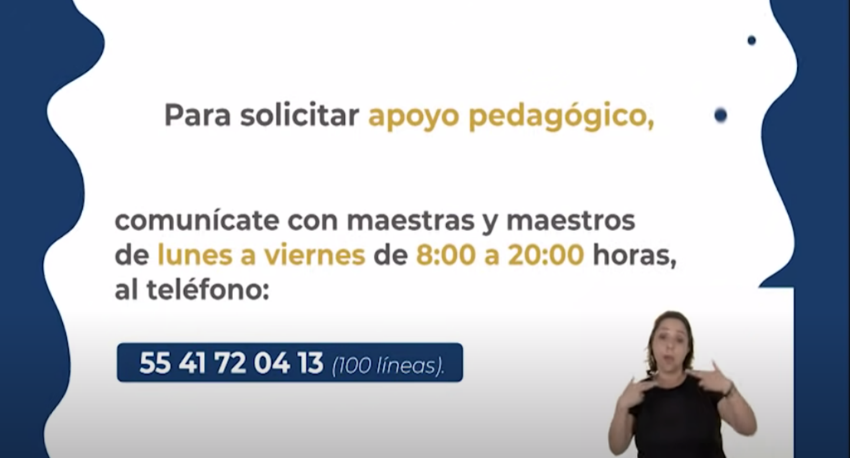 Para solicitar apoyo pedagógico,
comunícate con maestras y maestros
de lunes a viernes de 8:00 a 20:00 horas,
al teléfono:
55 41 72 04 13 (100 líneas).